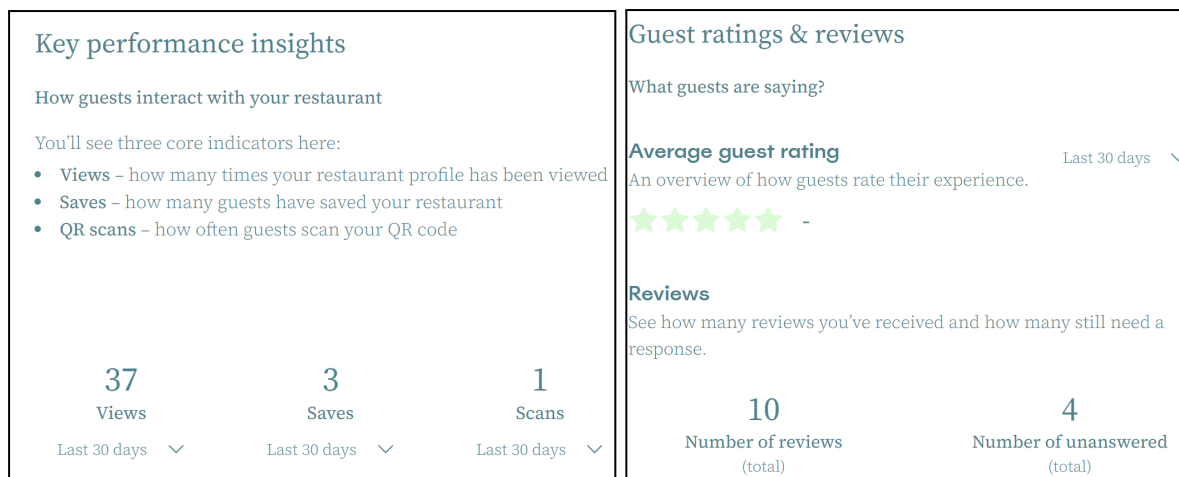 Key performance insights
How guests interact with your restaurant
You'll see three core indicators here:
• Views – how many times your restaurant profile has been viewed
• Saves – how many guests have saved your restaurant
• QR scans – how often guests scan your QR code
37
Views
Last 30 days
3
Saves
Last 30 days
1
Scans
Last 30 days
Guest ratings & reviews
What guests are saying?
Average guest rating
Last 30 days
An overview of how guests rate their experience.
-
Reviews
See how many reviews you've received and how many still need a
response.
10
Number of reviews
(total)
4
Number of unanswered
(total)